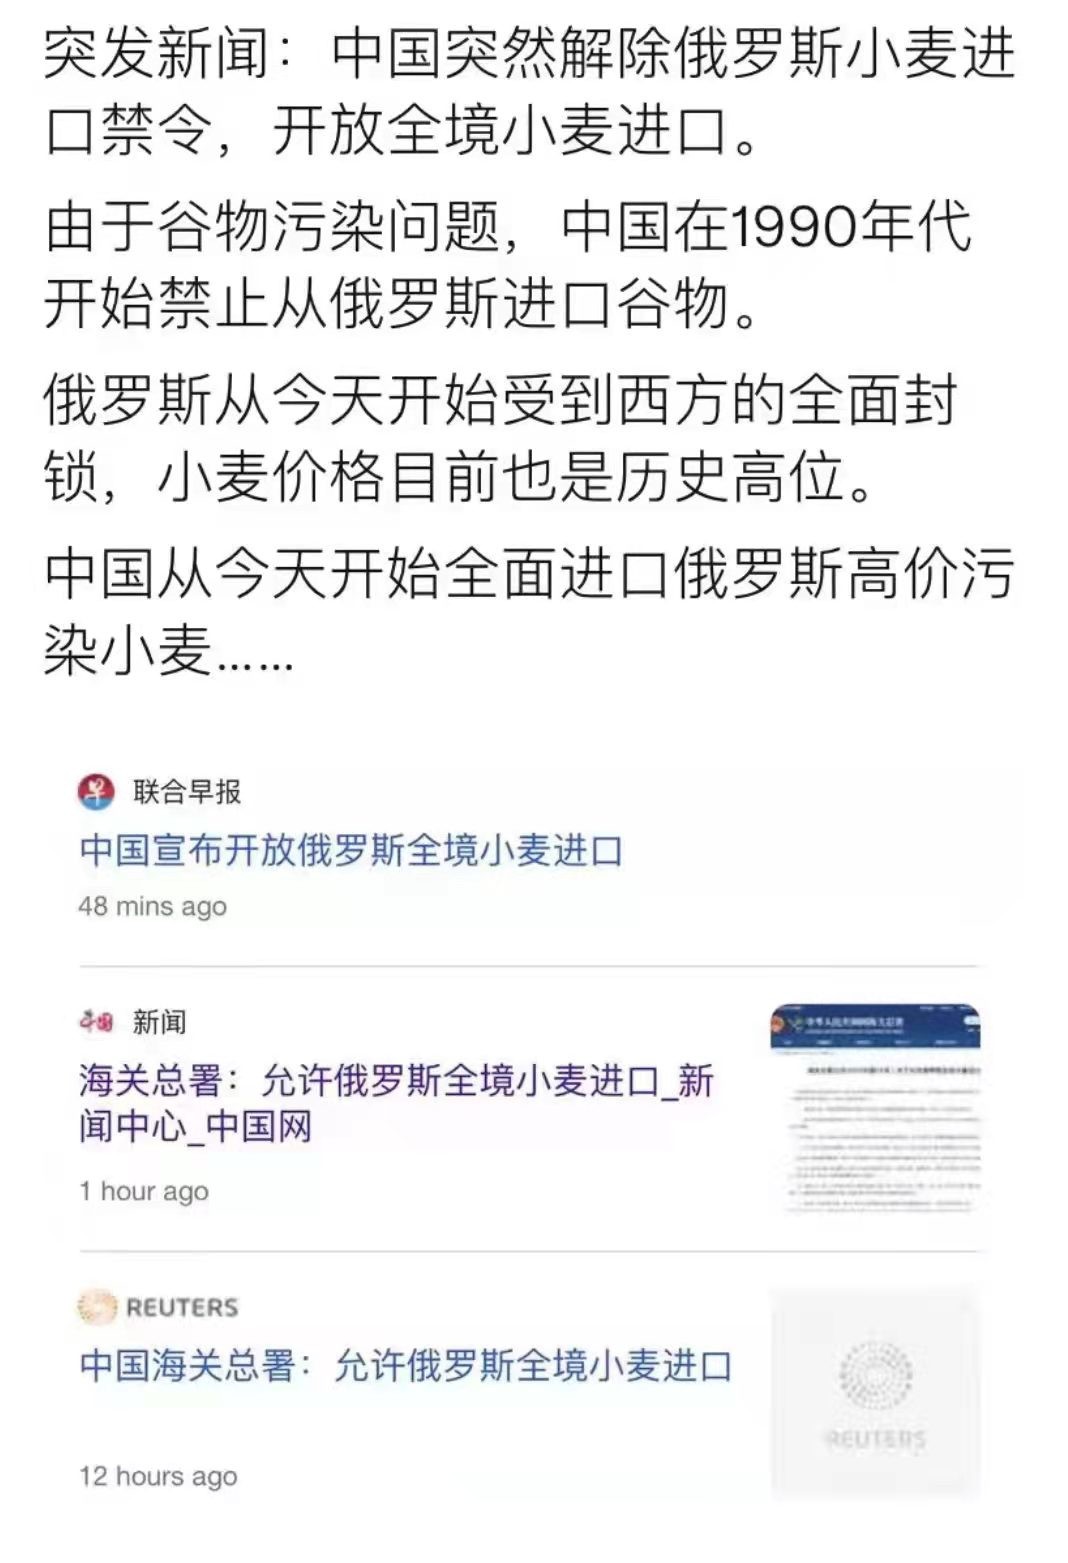 突发新闻：中国突然解除俄罗斯小麦进
口禁令，开放全境小麦进口。
由于谷物污染问题，中国在1990年代
开始禁止从俄罗斯进口谷物。
俄罗斯从今天开始受到西方的全面封
锁，小麦价格目前也是历史高位。
中国从今天开始全面进口俄罗斯高价污
染小麦……
早 联合早报
中国宣布开放俄罗斯全境小麦进口
48 mins ago
中国 新闻
海关总署：允许俄罗斯全境小麦进口_新
闻中心_中国网
1 hour ago
REUTERS
中国海关总署：允许俄罗斯全境小麦进口
REUTERS
12 hours ago